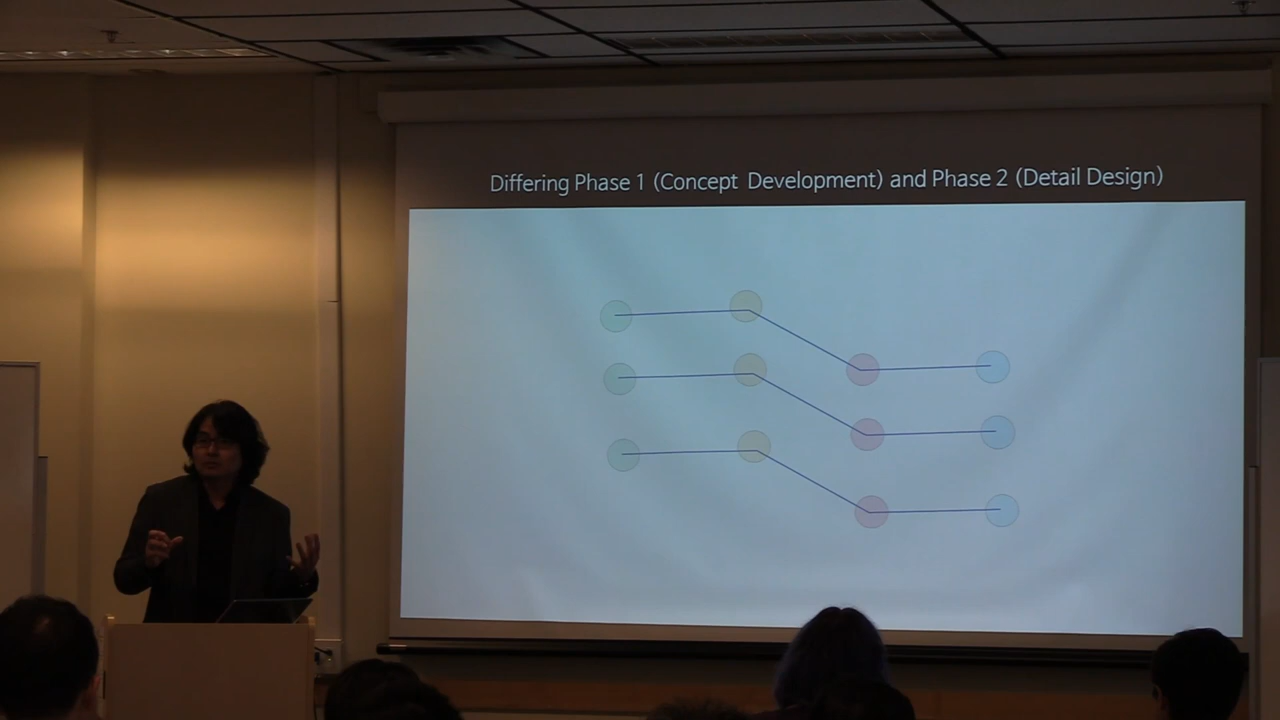 Differing Phase 1 (Concept Development) and Phase 2 (Detail Design)